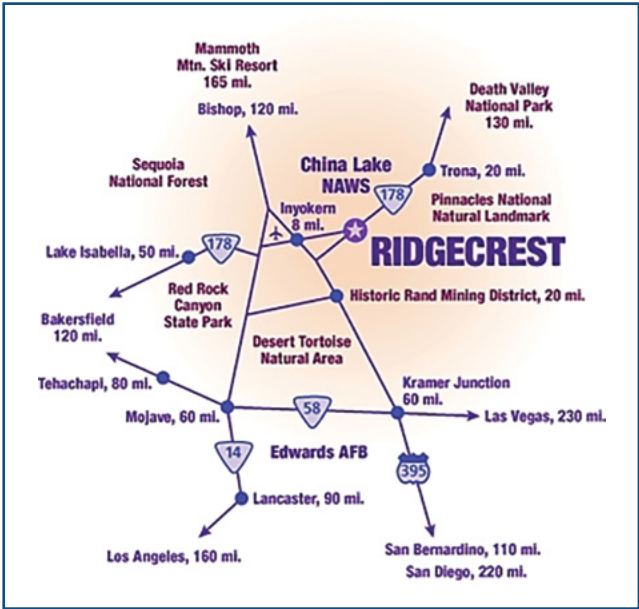 Mammoth
Mtn. Ski Resort
165 mi.
Bishop, 120 mi.
Death Valley
National Park
130 mi.
Sequoia
National Forest
China Lake
NAWS
Trona, 20 mi.
178
Pinnacles National
Natural Landmark
Inyokern
8 mi.
RIDGECREST
178
Lake Isabella, 50 mi.
Red Rock
Canyon
State Park
Historic Rand Mining District, 20 mi.
Bakersfield
120 mi.
Desert Tortoise
Natural Area
Tehachapi, 80 mi.
Kramer Junction
60 mi.
Mojave, 60 mi.
58
Las Vegas, 230 mi.
14
Edwards AFB
395
Lancaster, 90 mi.
Los Angeles, 160 mi.
San Bernardino, 110 mi.
San Diego, 220 mi.